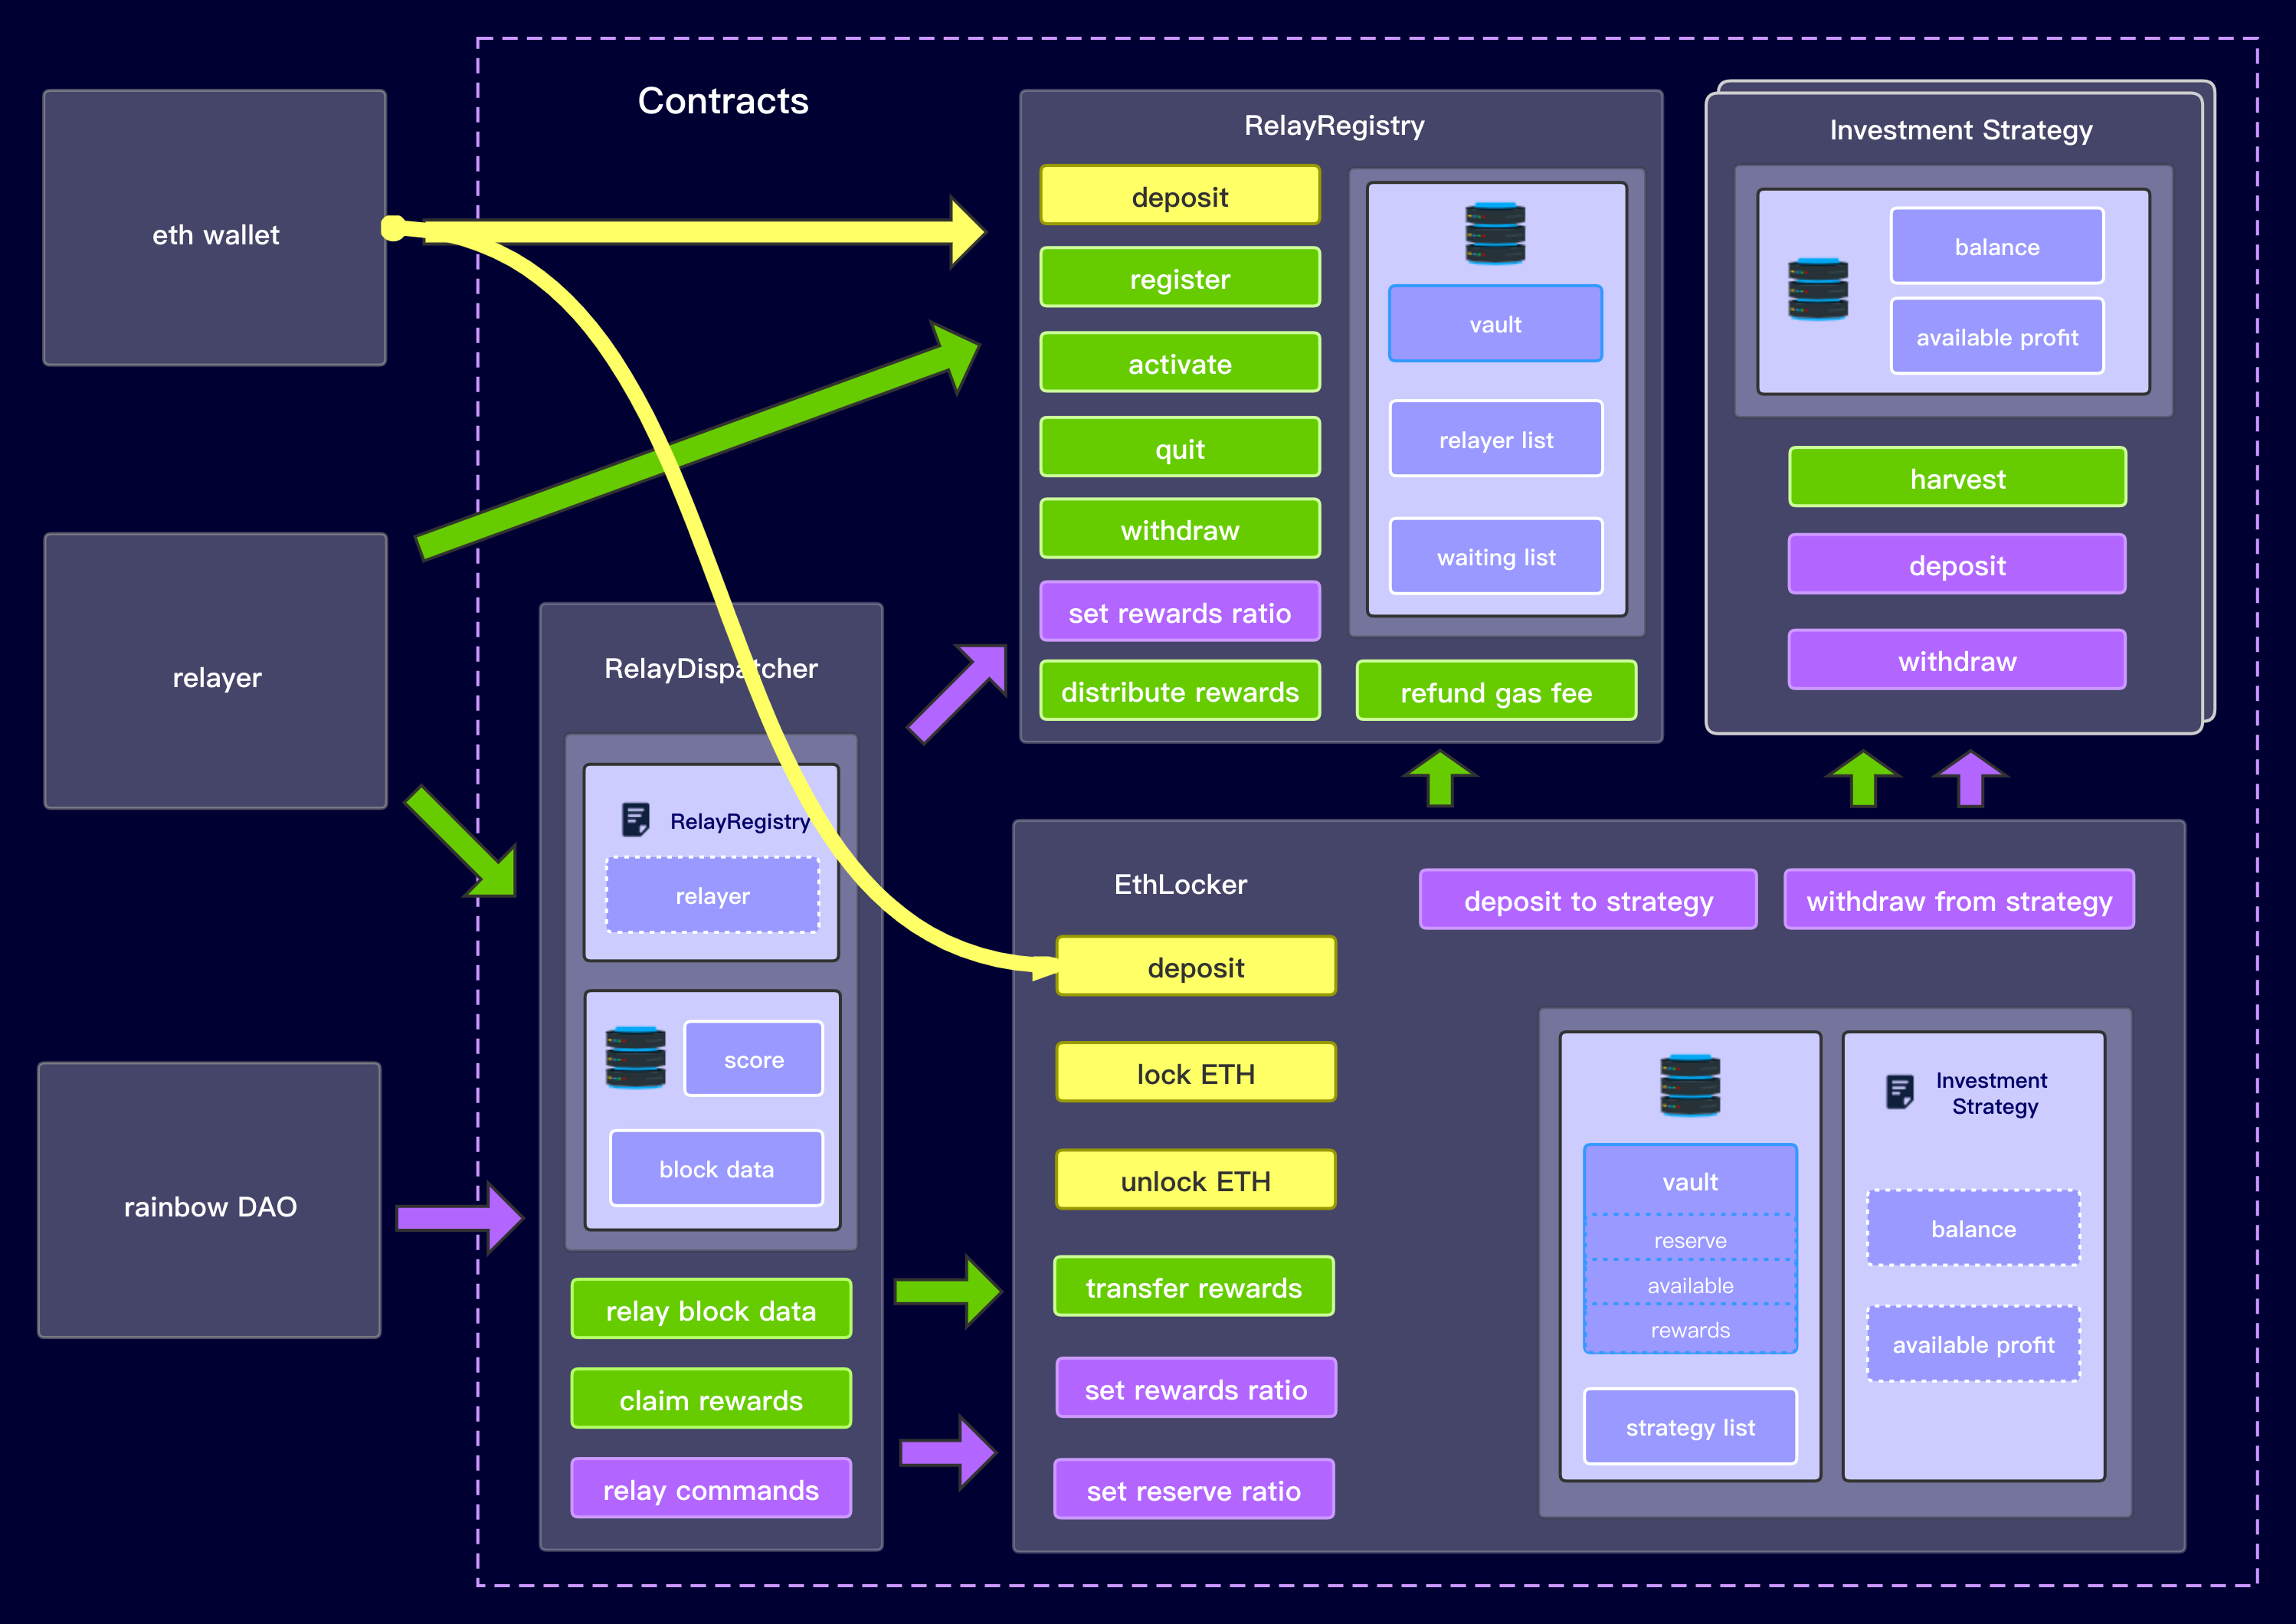 Contracts
eth wallet
relayer
rainbow DAO
RelayDispatcher
RelayRegistry
relayer
score
block data
relay block data
claim rewards
relay commands
RelayRegistry
deposit
register
activate
quit
withdraw
set rewards ratio
distribute rewards
vault
relayer list
waiting list
refund gas fee
Investment Strategy
balance
available profit
harvest
deposit
withdraw
EthLocker
deposit to strategy
withdraw from strategy
deposit
lock ETH
unlock ETH
transfer rewards
set rewards ratio
set reserve ratio
vault
reserve
available
rewards
strategy list
Investment
Strategy
balance
available profit